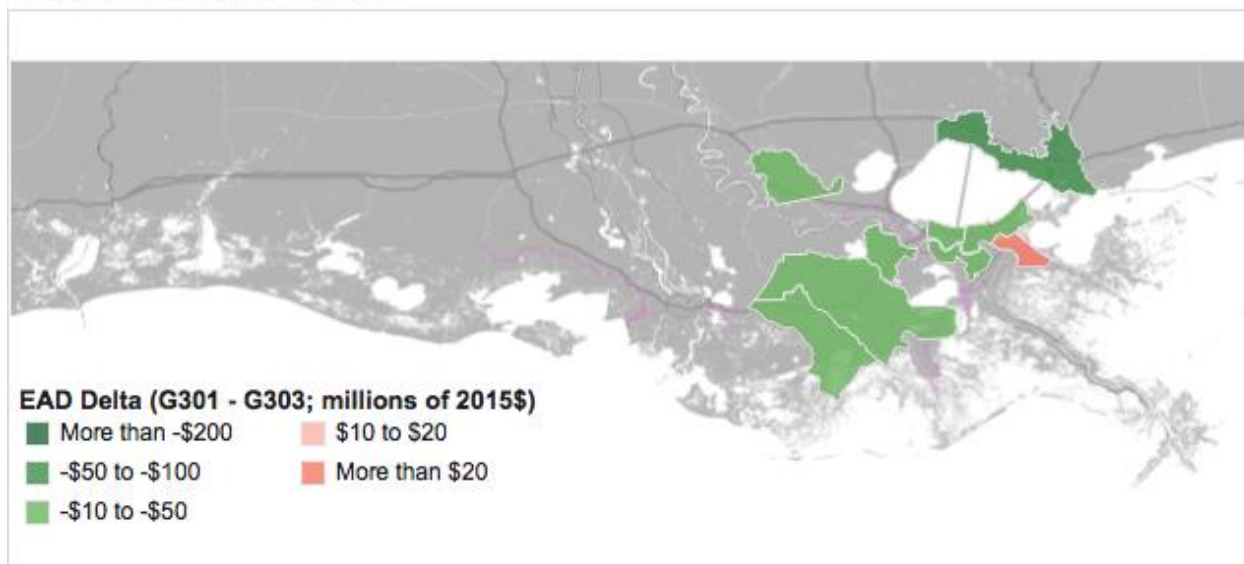 EAD Delta (G301 - G303; millions of 2015$)
More than -$200
$10 to $20
-$50 to -$100
More than $20
-$10 to -$50